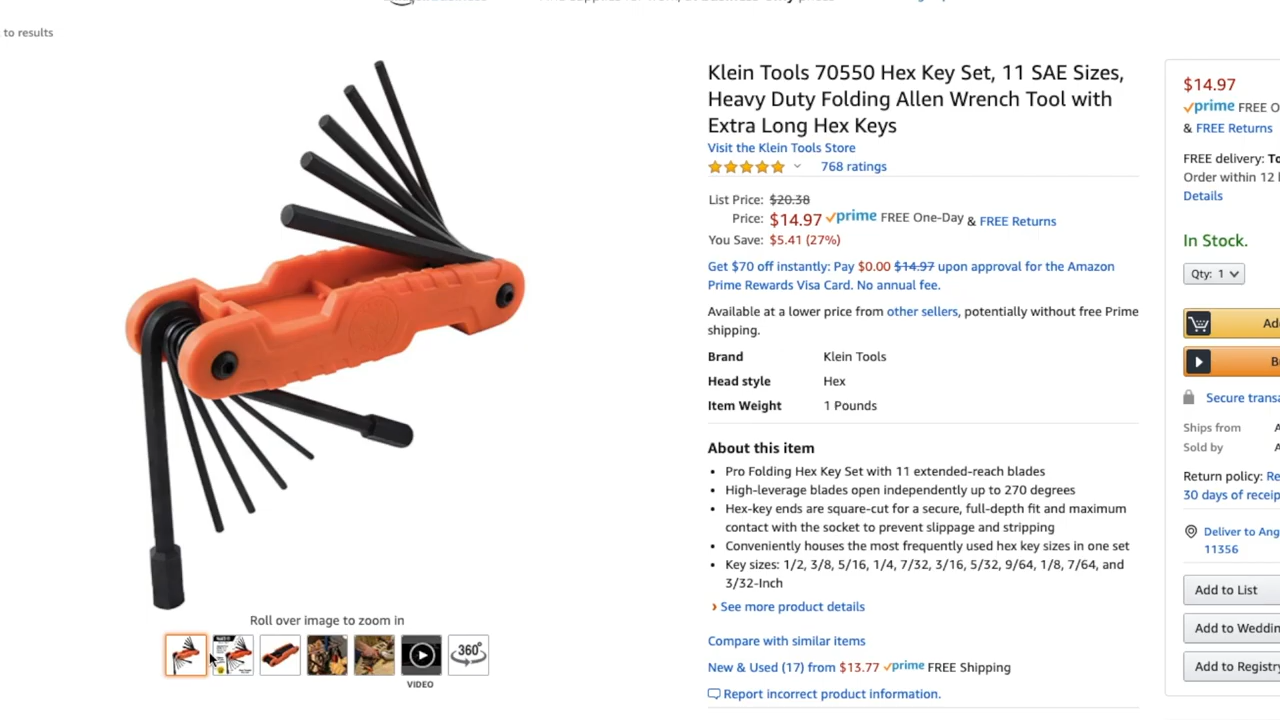 to results
Klein Tools 70550 Hex Key Set, 11 SAE Sizes,
Heavy Duty Folding Allen Wrench Tool with
Extra Long Hex Keys
Visit the Klein Tools Store
768 ratings
List Price: $20.38
Price: $14.97 prime FREE One-Day & FREE Returns
You Save: $5.41 (27%)
Get $70 off instantly: Pay $0.00 $14.97 upon approval for the Amazon
Prime Rewards Visa Card. No annual fee.
Available at a lower price from other sellers, potentially without free Prime
shipping.
Brand Klein Tools
Head style Hex
Item Weight 1 Pounds
About this item
• Pro Folding Hex Key Set with 11 extended-reach blades
• High-leverage blades open independently up to 270 degrees
• Hex-key ends are square-cut for a secure, full-depth fit and maximum
contact with the socket to prevent slippage and stripping
• Conveniently houses the most frequently used hex key sizes in one set
• Key sizes: 1/2, 3/8, 5/16, 1/4, 7/32, 3/16, 5/32, 9/64, 1/8, 7/64, and
3/32-Inch
› See more product details
Compare with similar items
New & Used (17) from $13.77 prime FREE Shipping
Report incorrect product information.
Roll over image to zoom in
360°
VIDEO
$14.97
prime FREE O
& FREE Returns
FREE delivery: To
Order within 12
Details
In Stock.
Qty: 1
Ad
B
Secure transa
Ships from A
Sold by A
Return policy: Re
30 days of receip
Deliver to Ang
11356
Add to List
Add to Weddin
Add to Registry